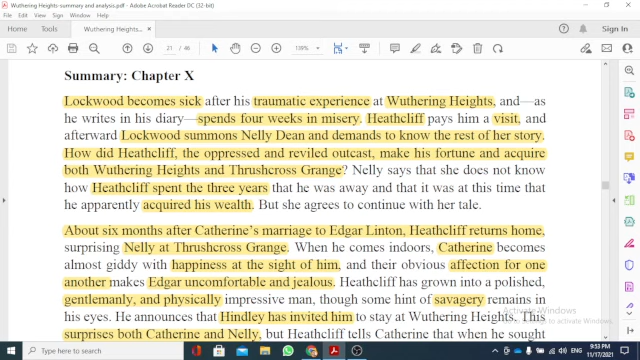 Wuthering Heights-summary and analysis.pdf - Adobe Acrobat Reader DC (32-bit)
File Edit View Sign Window Help
Home Tools Wuthering Heights-s... × Sign In
21 / 46 139%
Summary: Chapter X
Lockwood becomes sick after his traumatic experience at Wuthering Heights, and—as
he writes in his diary—spends four weeks in misery. Heathcliff pays him a visit, and
afterward Lockwood summons Nelly Dean and demands to know the rest of her story.
How did Heathcliff, the oppressed and reviled outcast, make his fortune and acquire
both Wuthering Heights and Thrushcross Grange? Nelly says that she does not know
how Heathcliff spent the three years that he was away and that it was at this time that
he apparently acquired his wealth. But she agrees to continue with her tale.
About six months after Catherine's marriage to Edgar Linton, Heathcliff returns home,
surprising Nelly at Thrushcross Grange. When he comes indoors, Catherine becomes
almost giddy with happiness at the sight of him, and their obvious affection for one
another makes Edgar uncomfortable and jealous. Heathcliff has grown into a polished,
gentlemanly, and physically impressive man, though some hint of savagery remains in
his eyes. He announces that Hindley has invited him to stay at Wuthering Heights. This
surprises both Catherine and Nelly, but Heathcliff tells Catherine that when he sought
Activate Windows
Go to Settings to activate Windows.
Type here to search
ENG
9:53 PM
11/17/2021